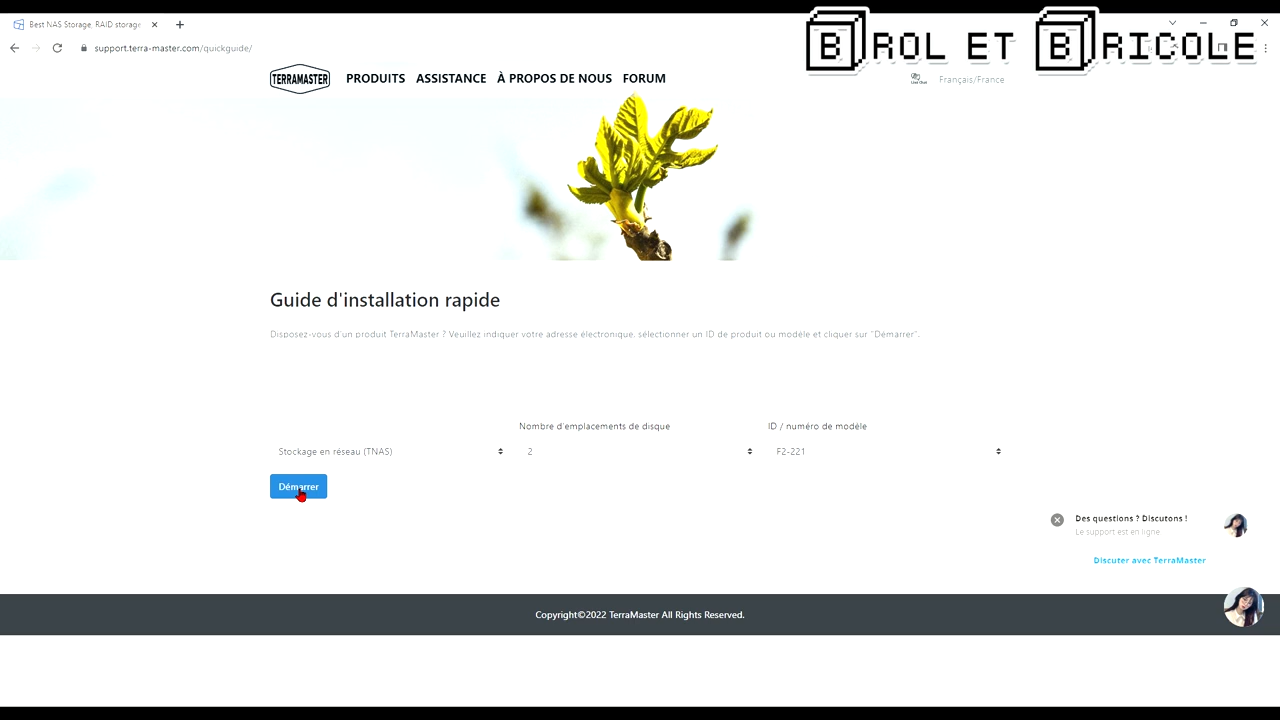 Best NAS Storage, RAID storage
BROL ET BRICOLE
support.terra-master.com/quickguide/
TERRAMASTER PRODUITS ASSISTANCE À PROPOS DE NOUS FORUM
Live Chat Français/France
Guide d'installation rapide
Disposez-vous d'un produit TerraMaster ? Veuillez indiquer votre adresse électronique, sélectionner un ID de produit ou modèle et cliquer sur "Démarrer".
Nombre d'emplacements de disque ID / numéro de modèle
Stockage en réseau (TNAS) 2 F2-221
Démarrer
Des questions ? Discutons !
Le support est en ligne
Discuter avec TerraMaster
Copyright©2022 TerraMaster All Rights Reserved.